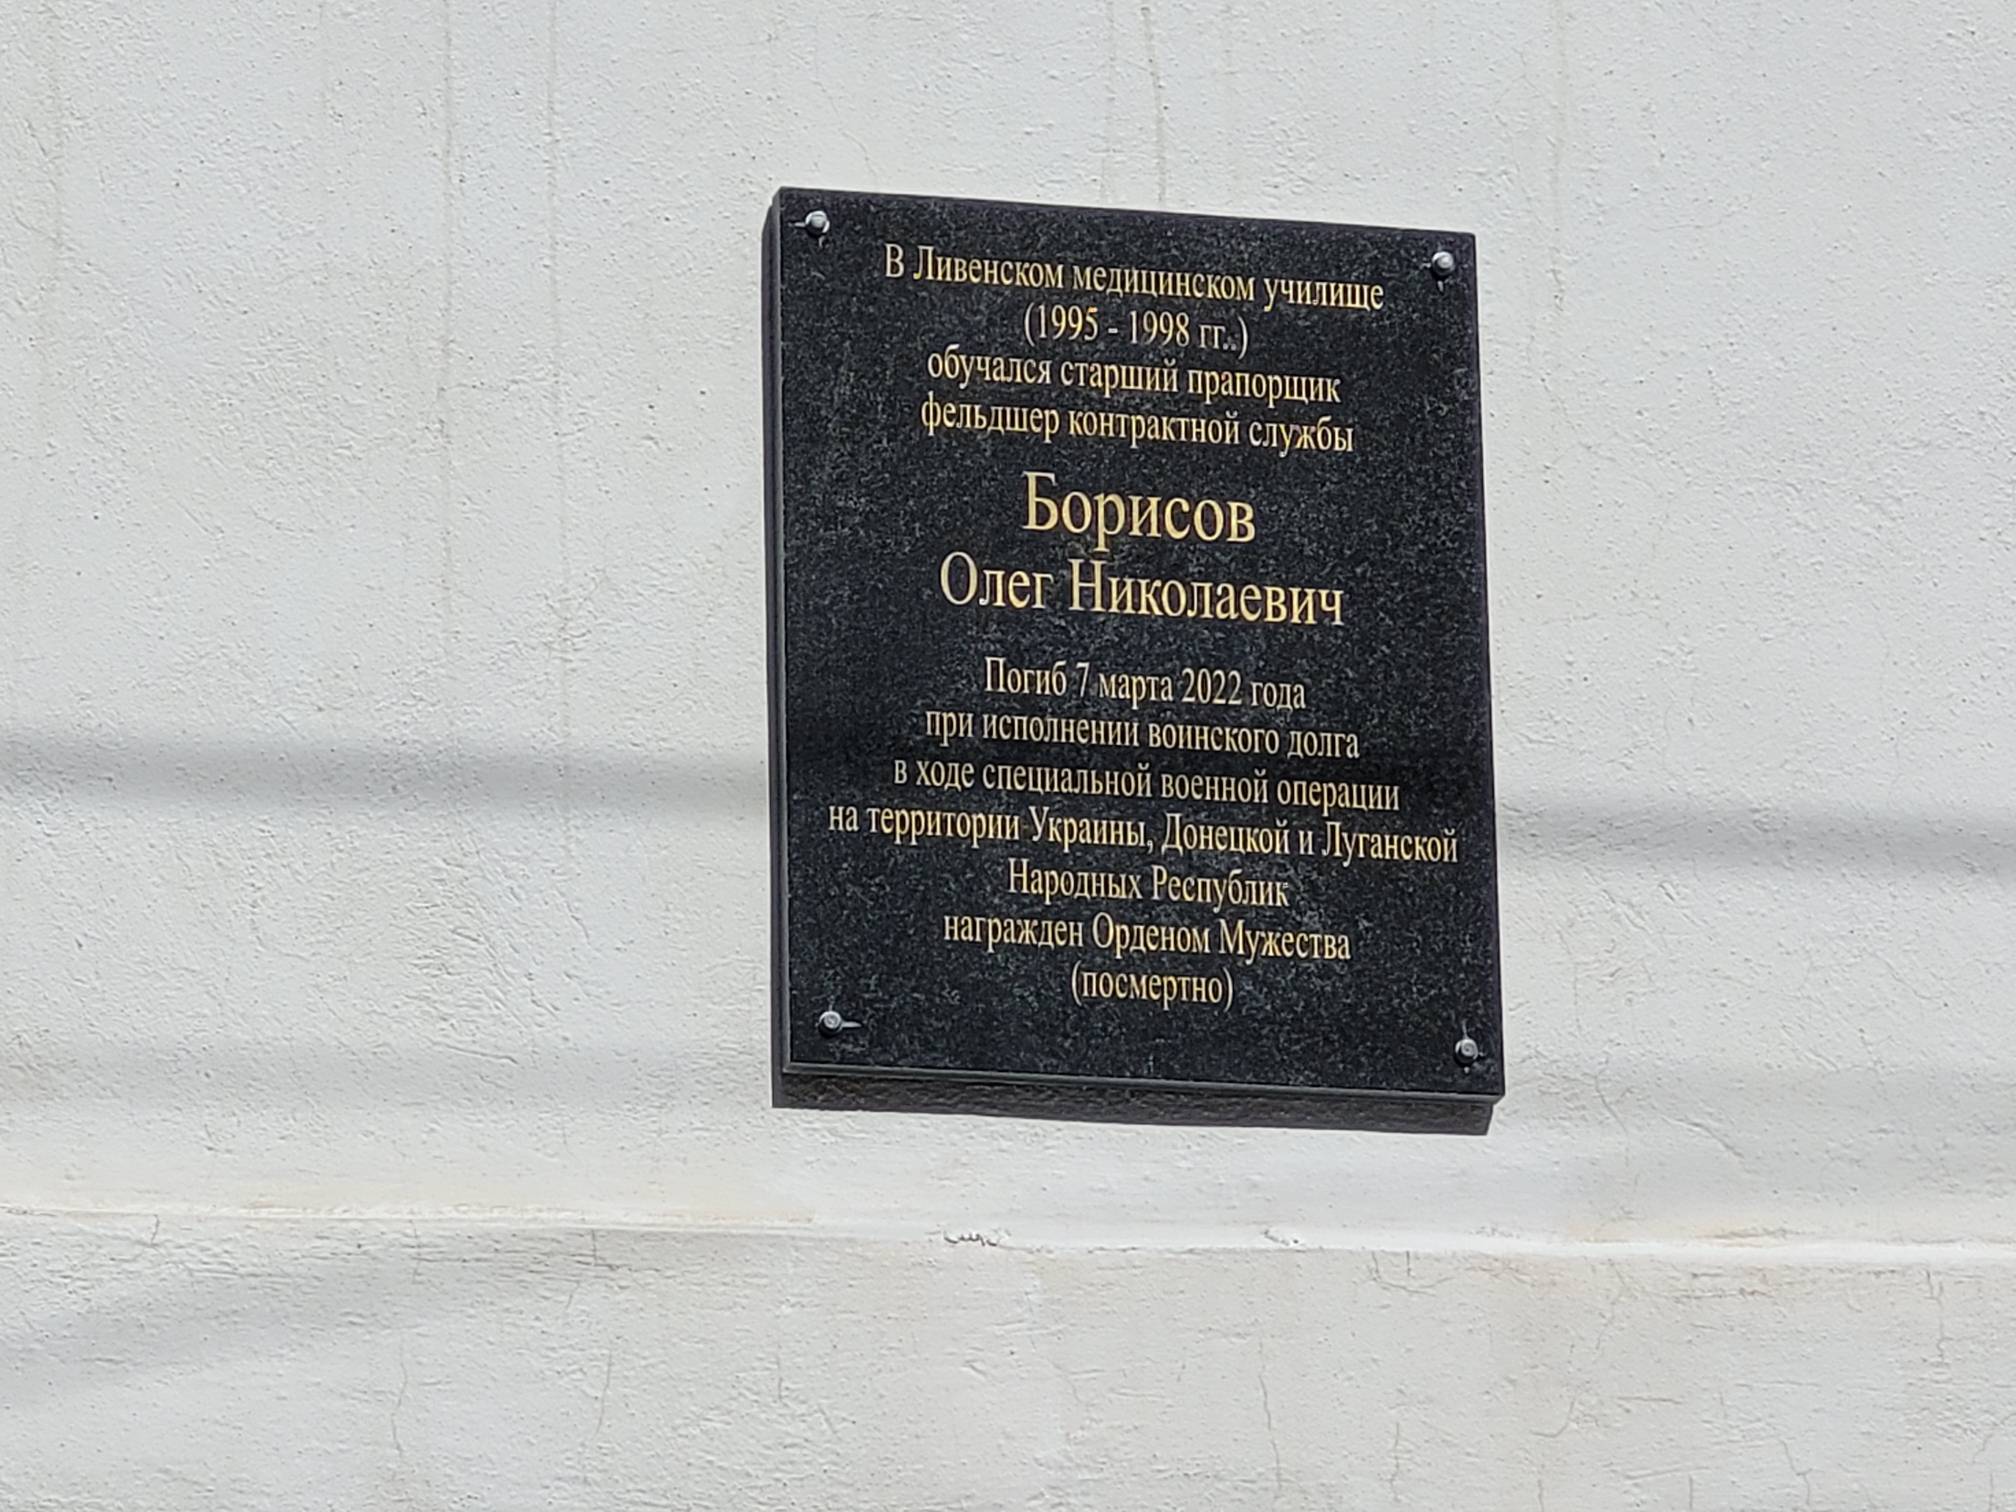 В Ливенском медицинском училище
(1995 - 1998 гг..)
обучался старший прапорщик
фельдшер контрактной службы
Борисов
Олег Николаевич
Погиб 7 марта 2022 года
при исполнении воинского долга
в ходе специальной военной операции
на территории Украины, Донецкой и Луганской
Народных Республик
награжден Орденом Мужества
(посмертно)